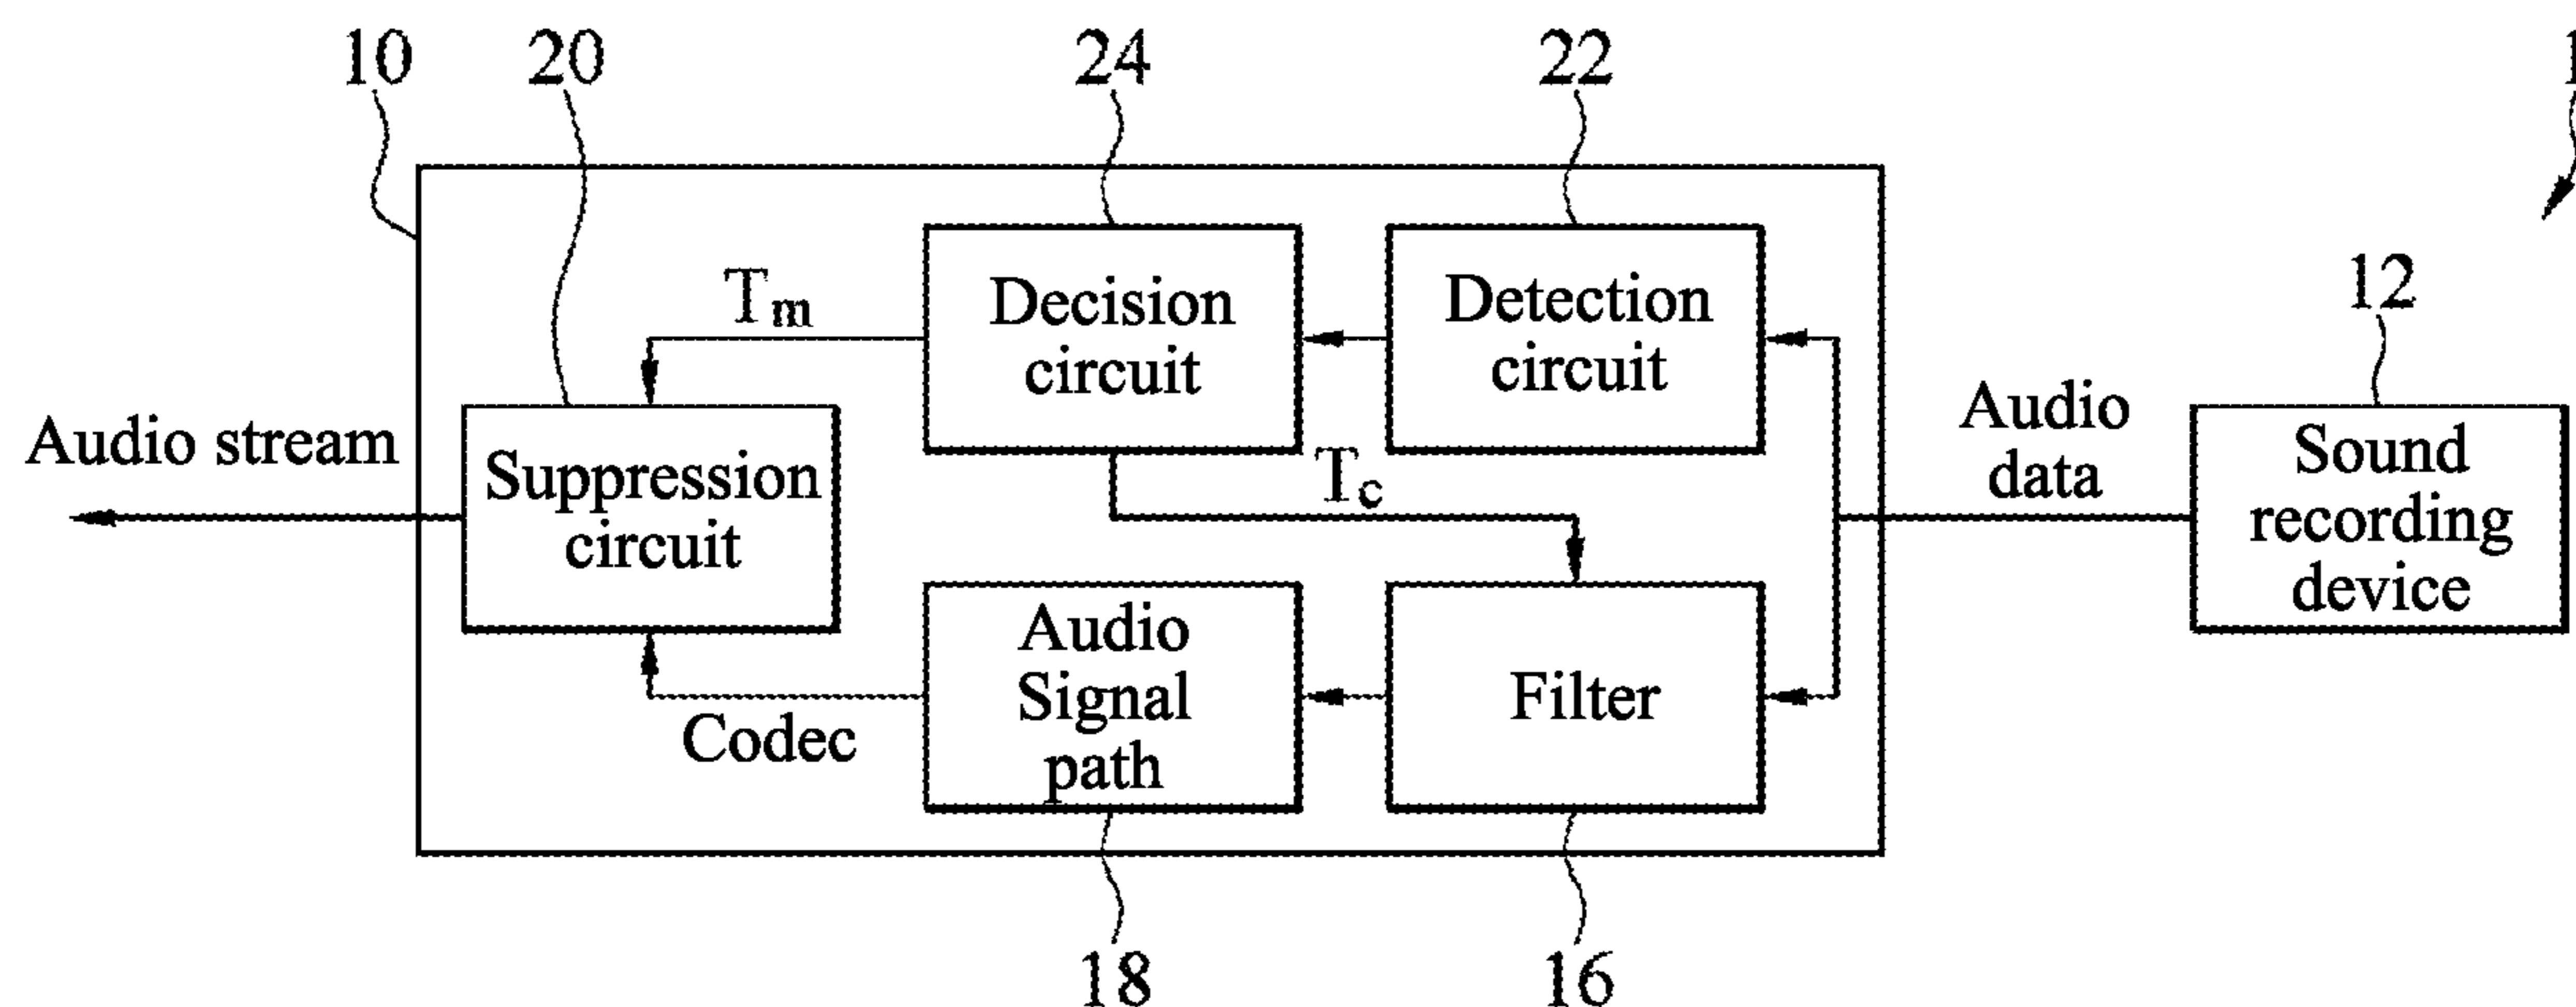 10
20
24
22
1
12
Tm
Decision
circuit
Detection
circuit
Audio stream
Suppression
circuit
Tc
Audio
data
Sound
recording
device
Codec
Audio
Signal
path
Filter
18
16